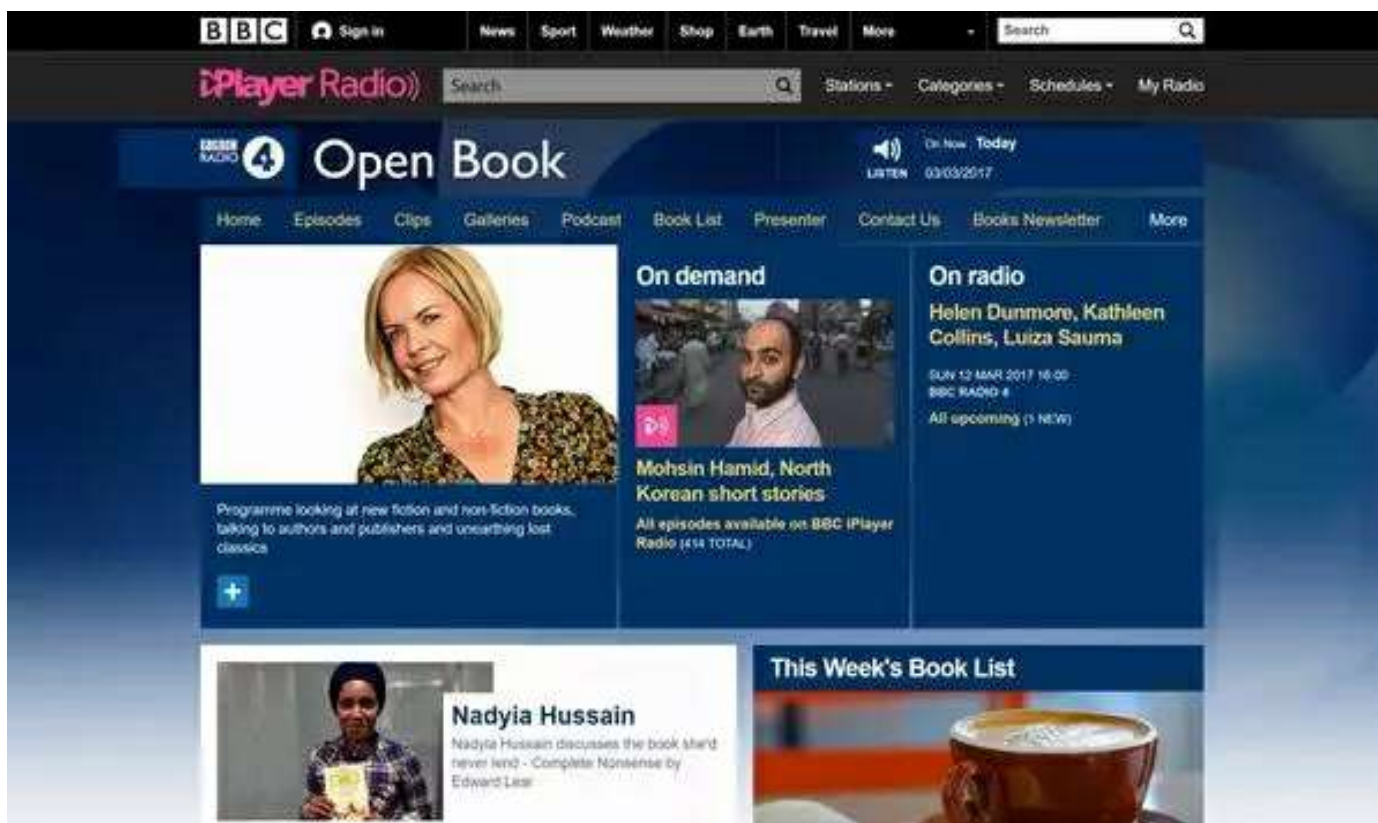 BBC Sign in News Sport Weather Shop Earth Travel More Search
iPlayer Radio Search Stations Categories Schedules My Radio
BBC RADIO 4 Open Book
LISTEN
On Now Today
03/03/2017
Home Episodes Clips Galleries Podcast Book List Presenter Contact Us Books Newsletter More
Programme looking at new fiction and non-fiction books,
talking to authors and publishers and unearthing lost
classics
On demand
Mohsin Hamid, North
Korean short stories
All episodes available on BBC iPlayer
Radio (414 TOTAL)
On radio
Helen Dunmore, Kathleen
Collins, Luiza Sauma
SUN 12 MAR 2017 16:00
BBC RADIO 4
All upcoming (1 NEW)
Nadyia Hussain
Nadyia Hussain discusses the book she'd
never lend - Complete Nonsense by
Edward Lear
This Week's Book List